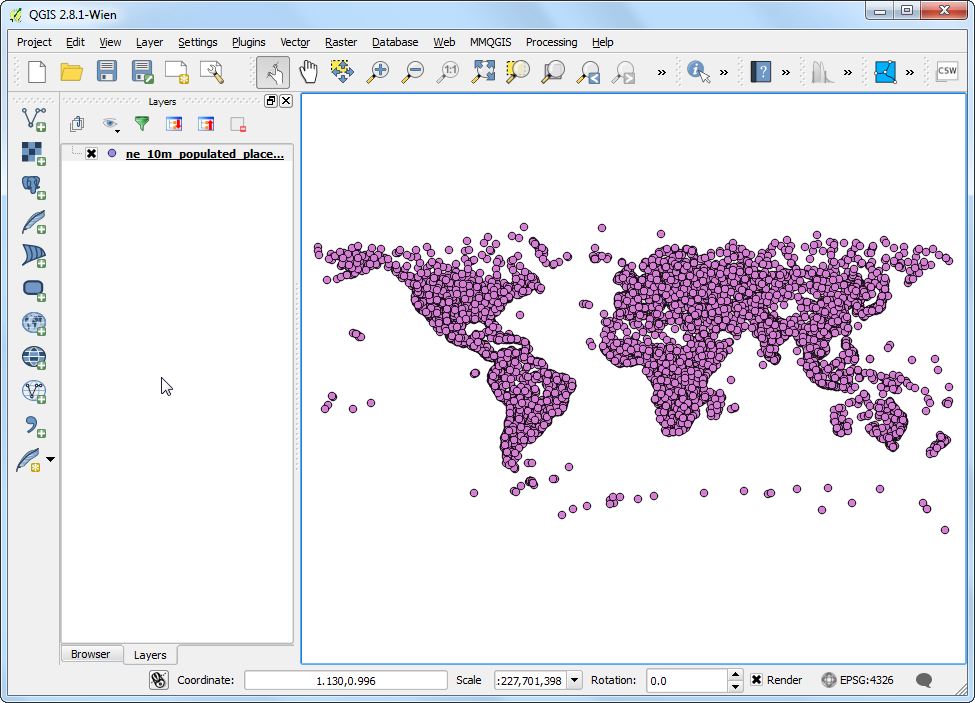 QGIS 2.8.1-Wien
Project Edit View Layer Settings Plugins Vector Raster Database Web MMQGIS Processing Help
1:1
?
CSW
Layers
ne_10m_populated_place...
Browser Layers
Coordinate: 1.130,0.996 Scale :227,701,398 Rotation: 0.0 Render EPSG:4326